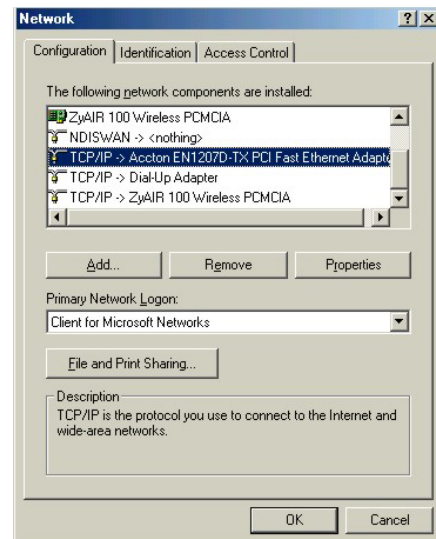 Network
Configuration Identification Access Control
The following network components are installed:
ZyAIR 100 Wireless PCMCIA
NDISWAN -> <nothing>
TCP/IP -> Accton EN1207D-TX PCI Fast Ethernet Adapte
TCP/IP -> Dial-Up Adapter
TCP/IP -> ZyAIR 100 Wireless PCMCIA
Add... Remove Properties
Primary Network Logon:
Client for Microsoft Networks
File and Print Sharing...
Description
TCP/IP is the protocol you use to connect to the Internet and
wide-area networks.
OK Cancel